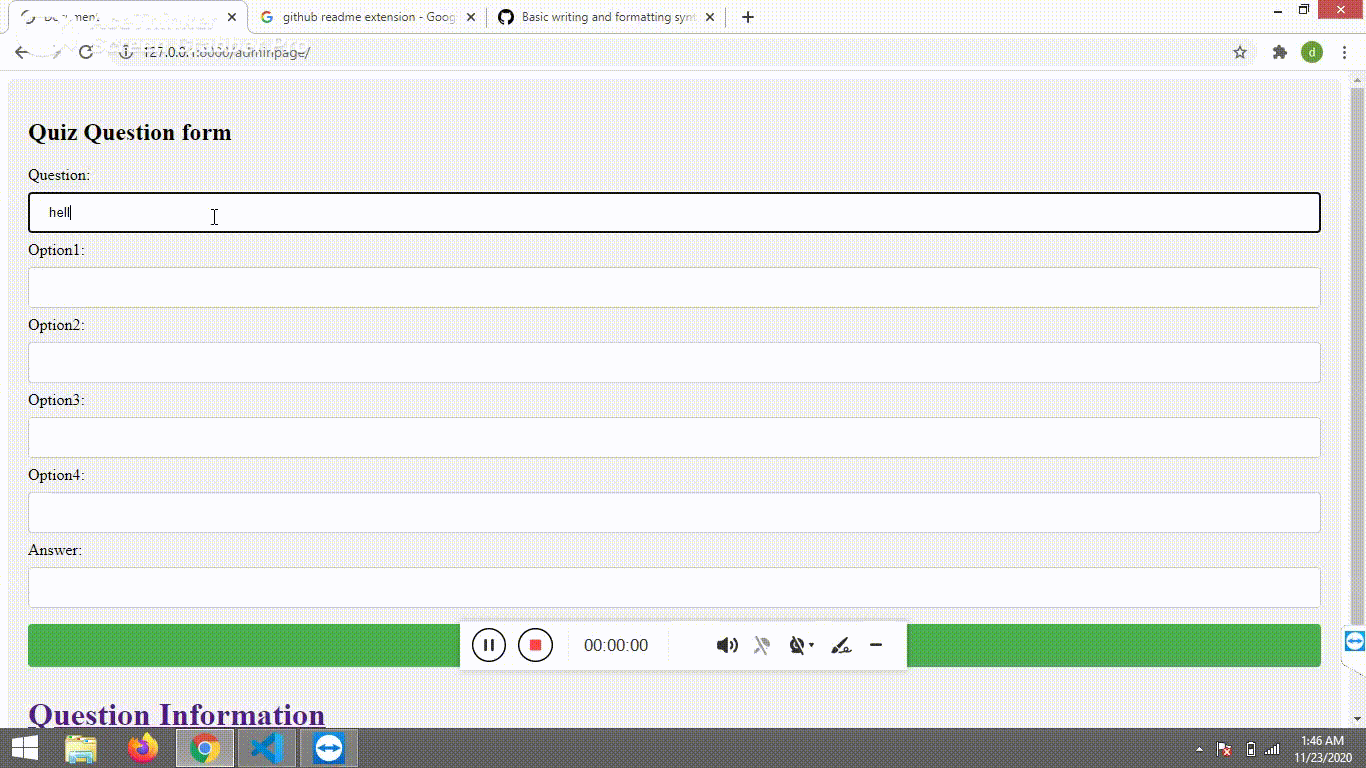 Document
github readme extension - Goog
Basic writing and formatting synt
127.0.0.1:8000/adminpage/
d
Quiz Question form
Question:
hell
Option1:
Option2:
Option3:
Option4:
Answer:
00:00:00
Question Information
1:46 AM
11/23/2020